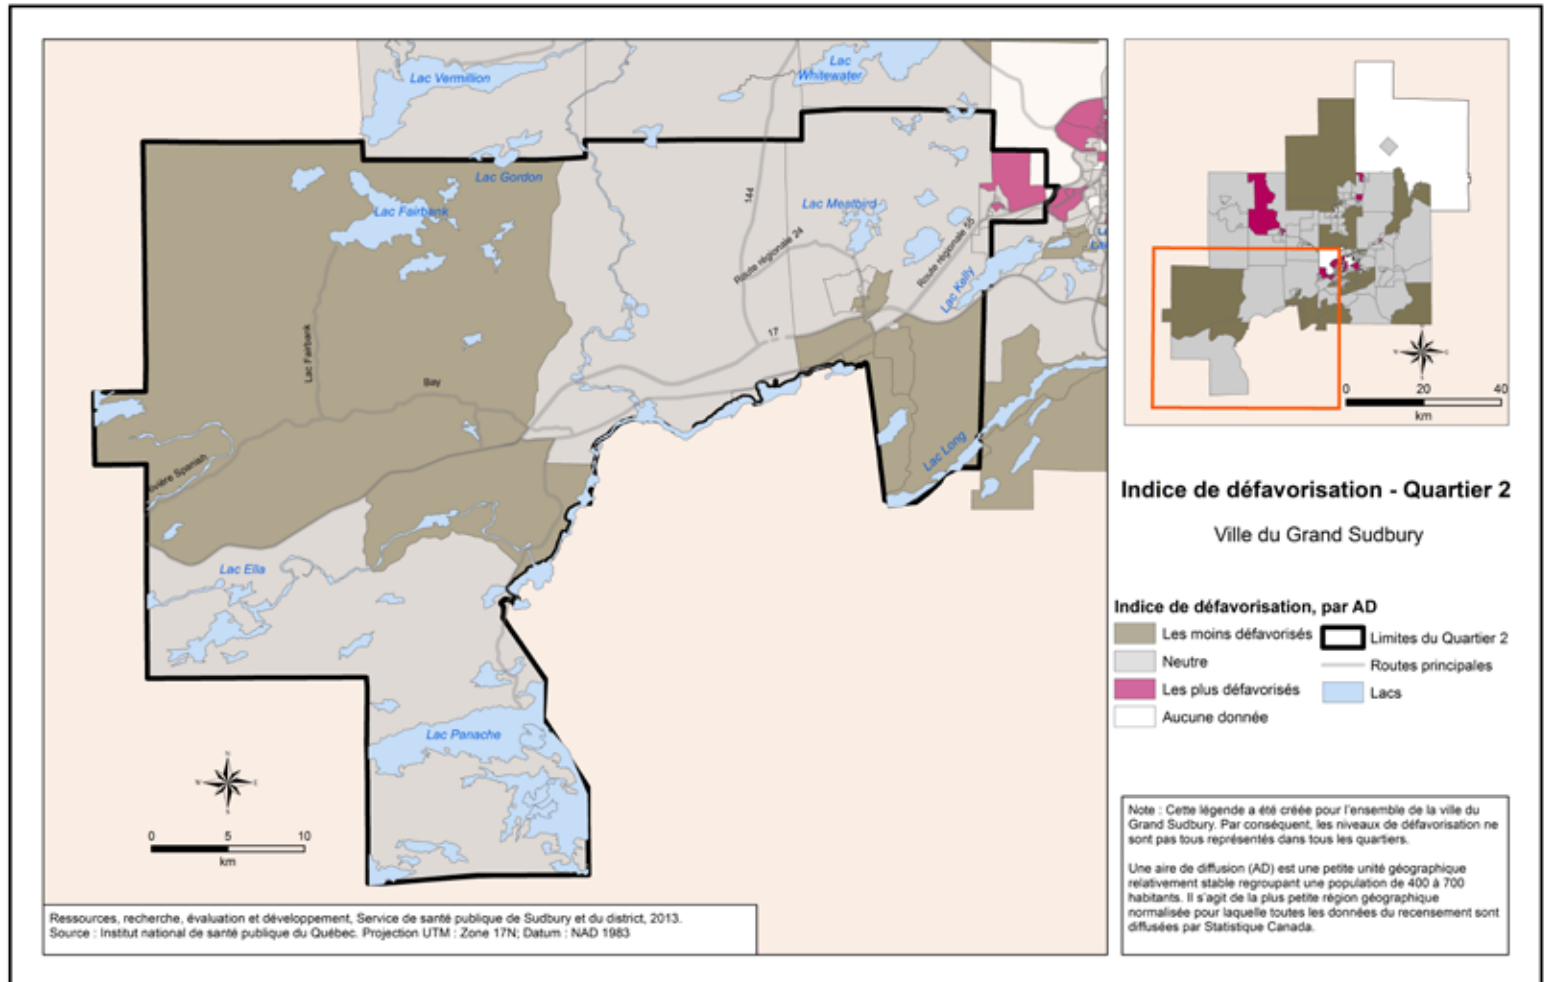 Lac Vermillion
Lac
Whitewater
Lac Gordon
Lac Fairbank
Lac Meatbird
144
Route régionale 24
Route régionale 55
Lac Kelly
17
Lac Fairbank
Bay
Lac Long
Rivière Spanish
Lac Ella
Lac Panache
N
W
E
S
0
5
10
km
Ressources, recherche, évaluation et développement, Service de santé publique de Sudbury et du district, 2013.
Source : Institut national de santé publique du Québec. Projection UTM : Zone 17N; Datum : NAD 1983
0
20
40
km
Indice de défavorisation - Quartier 2
Ville du Grand Sudbury
Indice de défavorisation, par AD
Les moins défavorisés
Neutre
Les plus défavorisés
Aucune donnée
Limites du Quartier 2
Routes principales
Lacs
Note : Cette légende a été créée pour l'ensemble de la ville du
Grand Sudbury. Par conséquent, les niveaux de défavorisation ne
sont pas tous représentés dans tous les quartiers.
Une aire de diffusion (AD) est une petite unité géographique
relativement stable regroupant une population de 400 à 700
habitants. Il s'agit de la plus petite région géographique
normalisée pour laquelle toutes les données du recensement sont
diffusées par Statistique Canada.